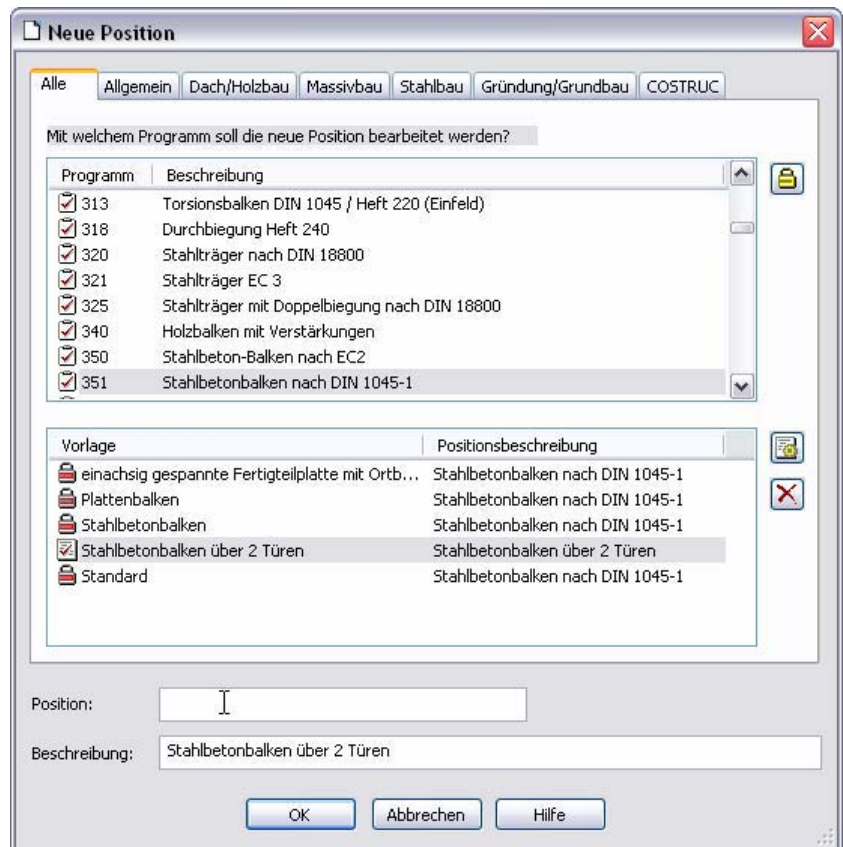 Neue Position
Alle Allgemein Dach/Holzbau Massivbau Stahlbau Gründung/Grundbau COSTRUC
Mit welchem Programm soll die neue Position bearbeitet werden?
Programm Beschreibung
313 Torsionsbalken DIN 1045 / Heft 220 (Einfeld)
318 Durchbiegung Heft 240
320 Stahlträger nach DIN 18800
321 Stahlträger EC 3
325 Stahlträger mit Doppelbiegung nach DIN 18800
340 Holzbalken mit Verstärkungen
350 Stahlbeton-Balken nach EC2
351 Stahlbetonbalken nach DIN 1045-1
Vorlage Positionsbeschreibung
einachsig gespannte Fertigteilplatte mit Ortb... Stahlbetonbalken nach DIN 1045-1
Plattenbalken Stahlbetonbalken nach DIN 1045-1
Stahlbetonbalken Stahlbetonbalken nach DIN 1045-1
Stahlbetonbalken über 2 Türen Stahlbetonbalken über 2 Türen
Standard Stahlbetonbalken nach DIN 1045-1
Position:
Beschreibung: Stahlbetonbalken über 2 Türen
OK Abbrechen Hilfe